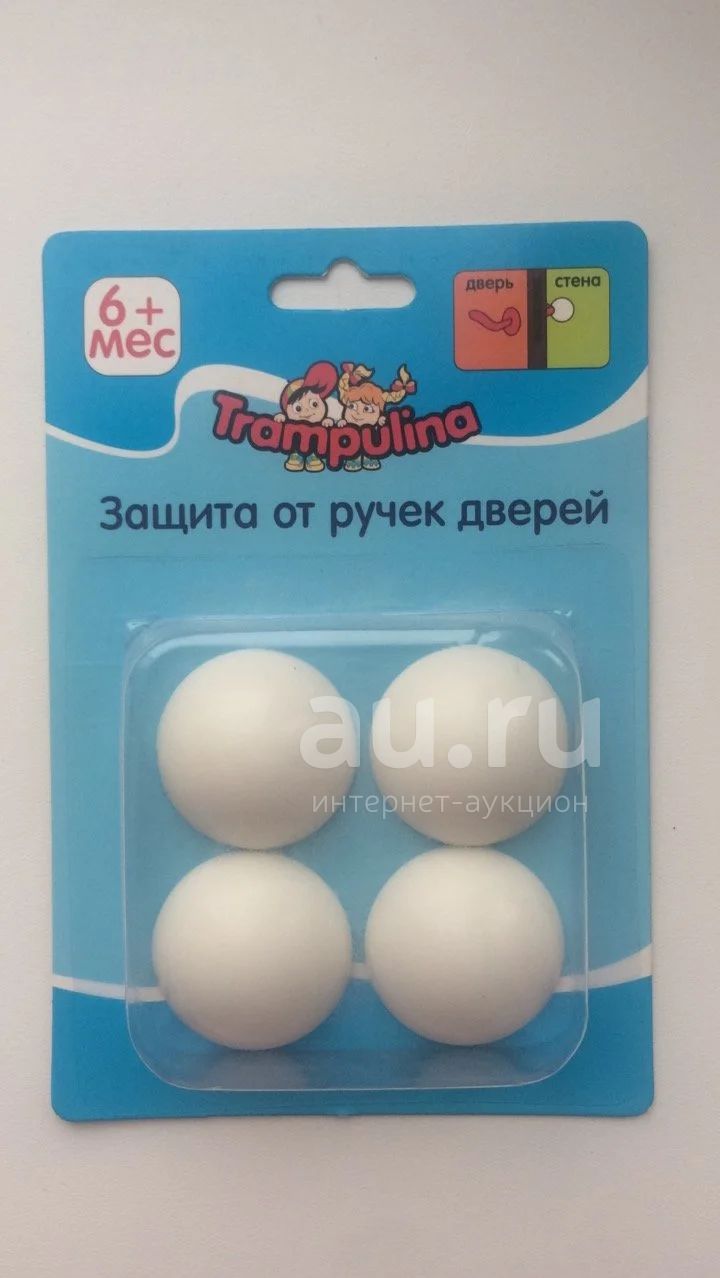 6+
мес
дверь
стена
Trampulina
Защита от ручек дверей
au.ru
интернет-аукцион